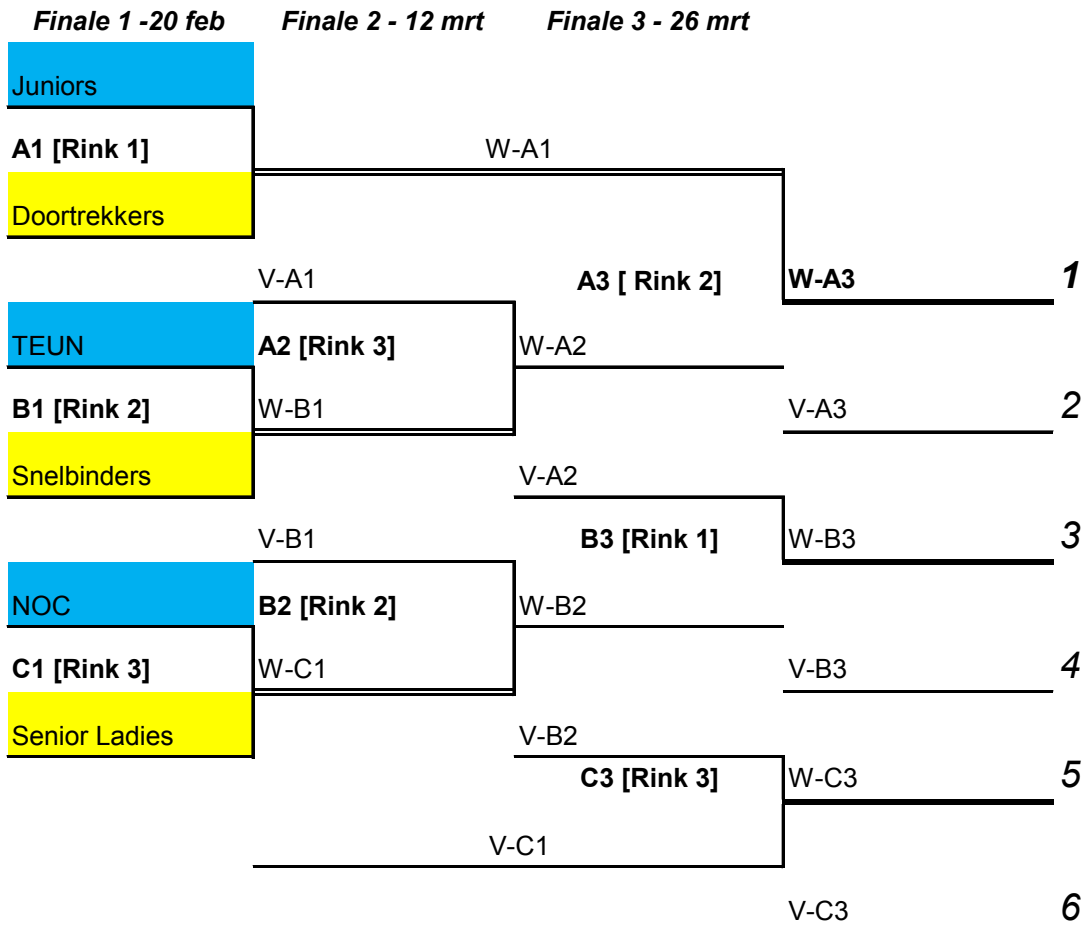 Finale 1 -20 feb Finale 2 - 12 mrt Finale 3 - 26 mrt
Juniors
A1 [Rink 1] W-A1
Doortrekkers
V-A1 A3 [ Rink 2] W-A3 1
TEUN A2 [Rink 3] W-A2
B1 [Rink 2] W-B1 V-A3 2
Snelbinders V-A2
V-B1 B3 [Rink 1] W-B3 3
NOC B2 [Rink 2] W-B2
C1 [Rink 3] W-C1 V-B3 4
Senior Ladies V-B2
C3 [Rink 3] W-C3 5
V-C1
V-C3 6